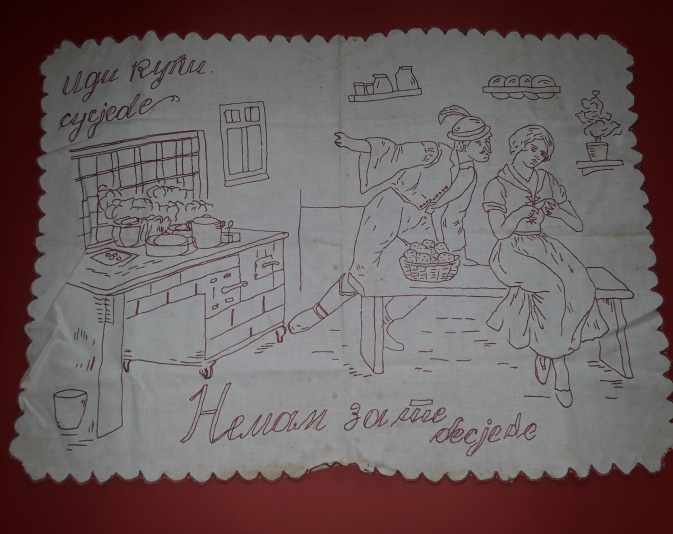 иди кући
сусједе
Немам за те
бесједе